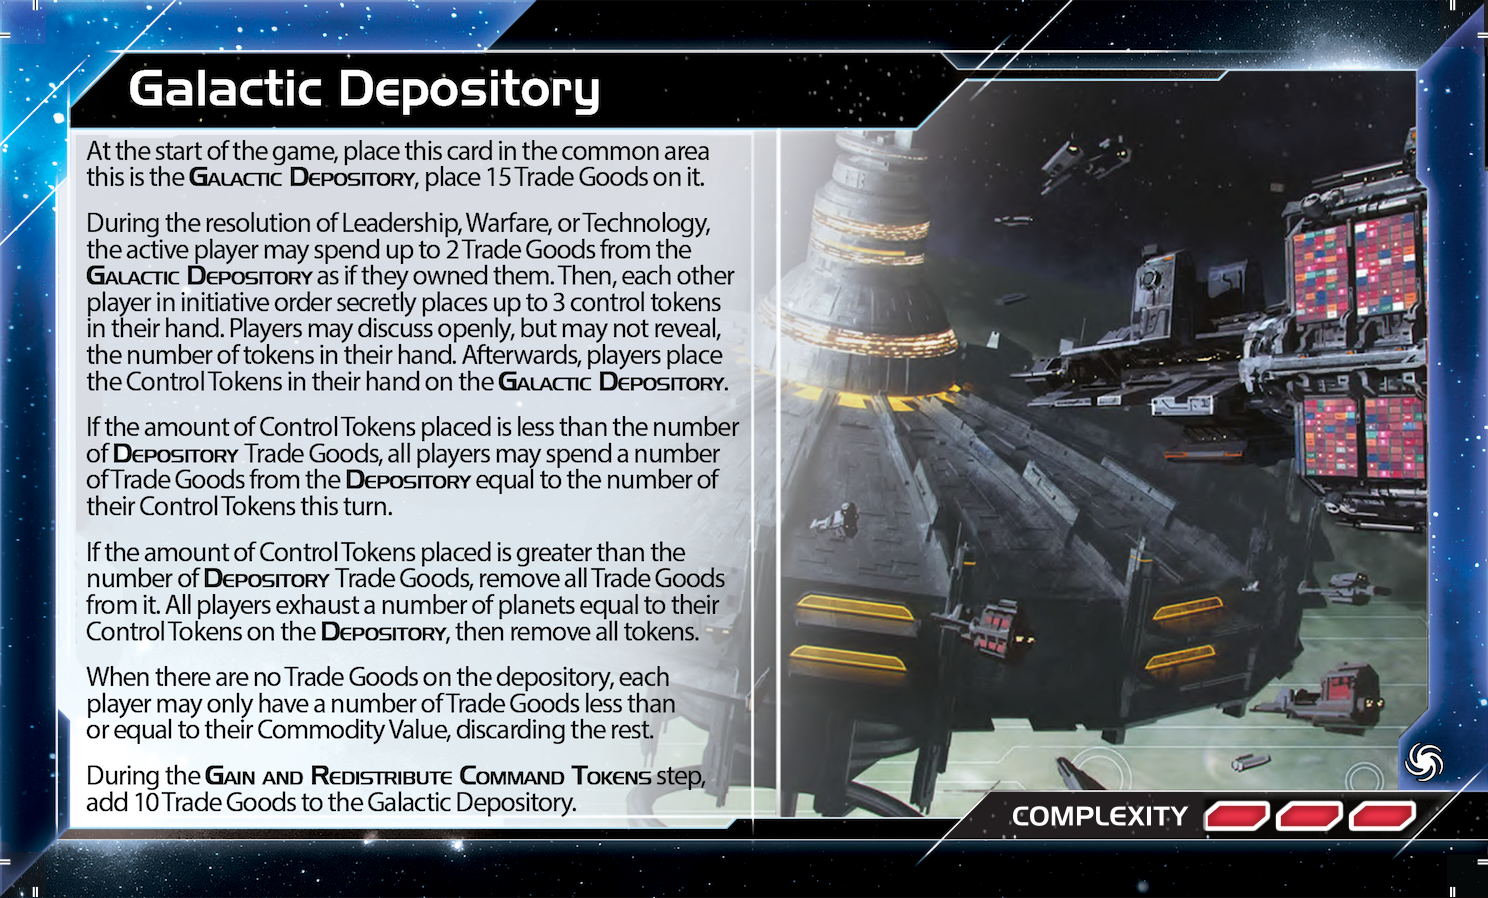 Galactic Depository
At the start of the game, place this card in the common area
this is the Galactic Depository, place 15 Trade Goods on it.
During the resolution of Leadership, Warfare, or Technology,
the active player may spend up to 2 Trade Goods from the
Galactic Depository as if they owned them. Then, each other
player in initiative order secretly places up to 3 control tokens
in their hand. Players may discuss openly, but may not reveal,
the number of tokens in their hand. Afterwards, players place
the Control Tokens in their hand on the Galactic Depository.
If the amount of Control Tokens placed is less than the number
of Depository Trade Goods, all players may spend a number
of Trade Goods from the Depository equal to the number of
their Control Tokens this turn.
If the amount of Control Tokens placed is greater than the
number of Depository Trade Goods, remove all Trade Goods
from it. All players exhaust a number of planets equal to their
Control Tokens on the Depository, then remove all tokens.
When there are no Trade Goods on the depository, each
player may only have a number of Trade Goods less than
or equal to their Commodity Value, discarding the rest.
During the Gain and Redistribute Command Tokens step,
add 10 Trade Goods to the Galactic Depository.
COMPLEXITY